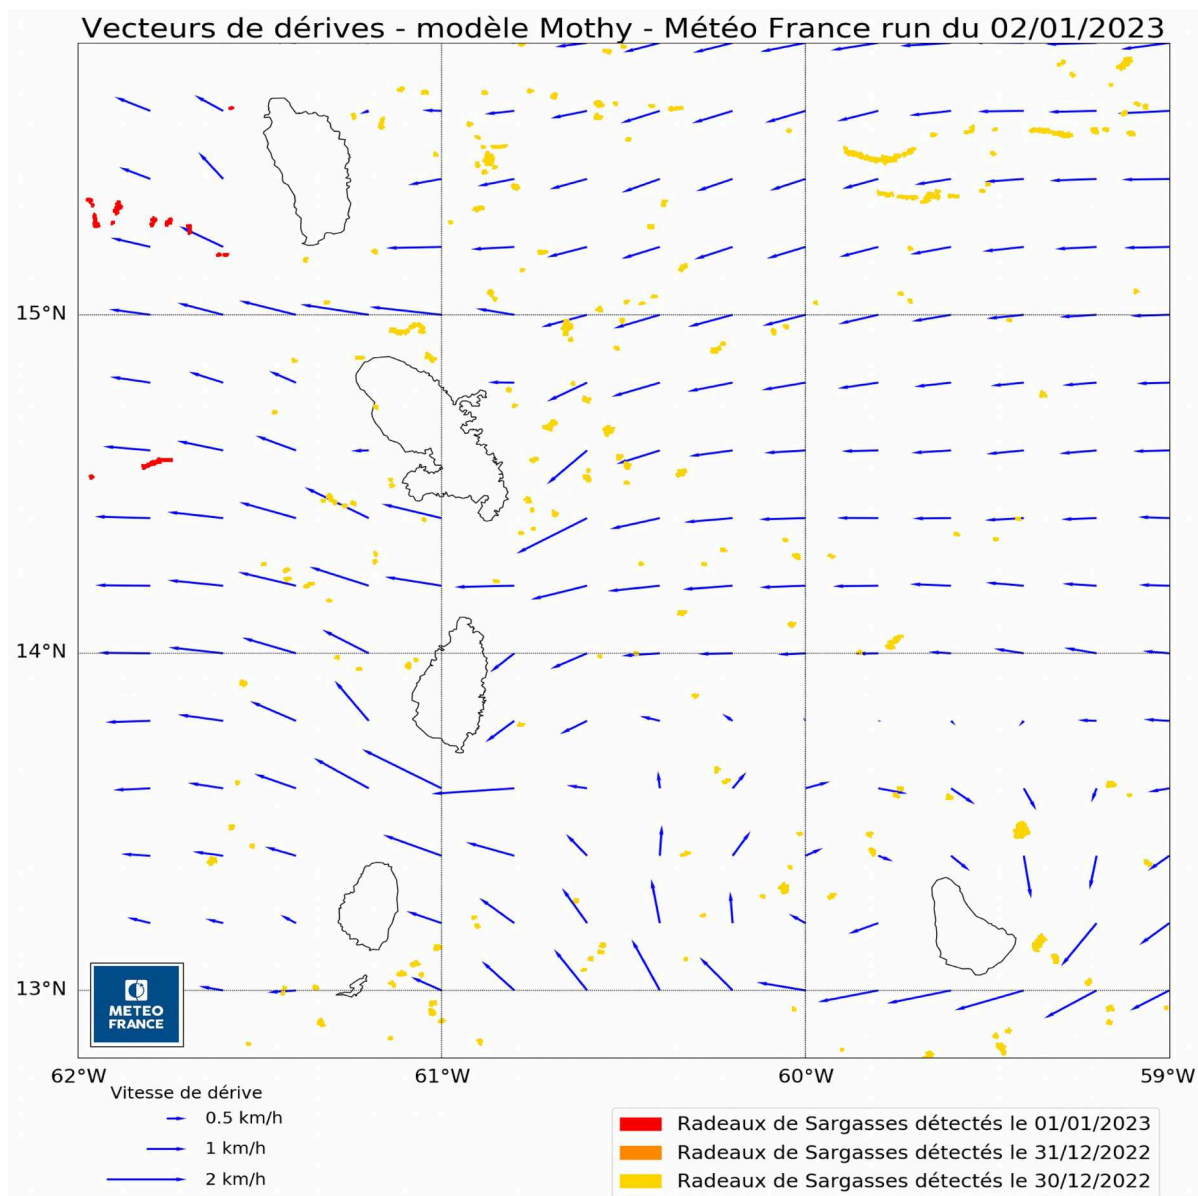 Vecteurs de dérives - modèle Mothy - Météo France run du 02/01/2023
15°N
14°N
13°N
METEO
FRANCE
62°W
61°W
60°W
59°W
Vitesse de dérive
0.5 km/h
1 km/h
2 km/h
Radeaux de Sargasses détectés le 01/01/2023
Radeaux de Sargasses détectés le 31/12/2022
Radeaux de Sargasses détectés le 30/12/2022